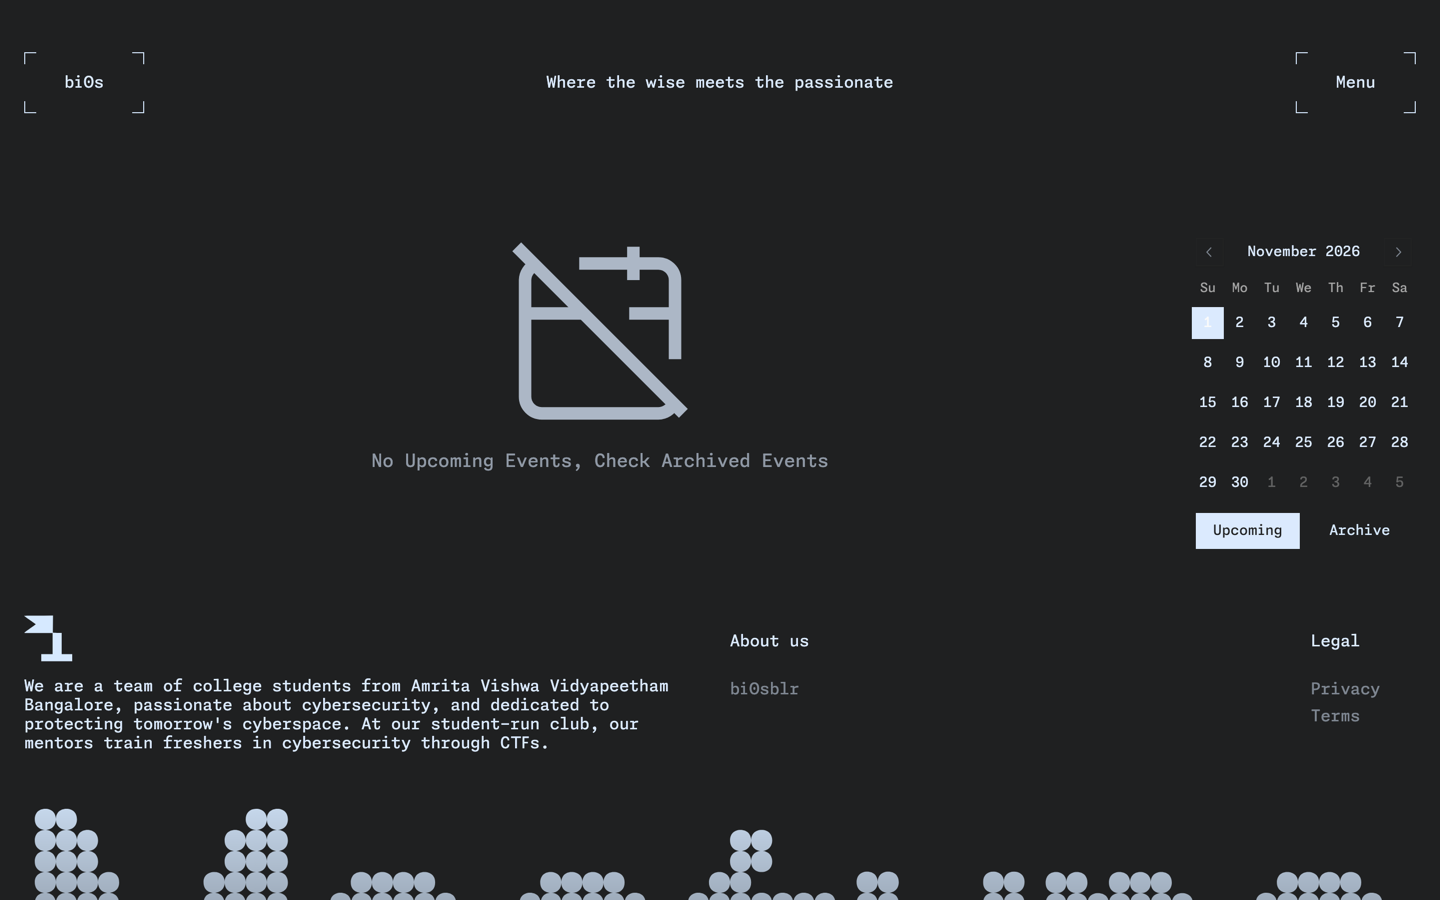 bi0s
Where the wise meets the passionate
Menu
November 2026
Su Mo Tu We Th Fr Sa
1 2 3 4 5 6 7
8 9 10 11 12 13 14
15 16 17 18 19 20 21
22 23 24 25 26 27 28
29 30 1 2 3 4 5
Upcoming Archive
No Upcoming Events, Check Archived Events
We are a team of college students from Amrita Vishwa Vidyapeetham
Bangalore, passionate about cybersecurity, and dedicated to
protecting tomorrow's cyberspace. At our student-run club, our
mentors train freshers in cybersecurity through CTFs.
About us
bi0sblr
Legal
Privacy
Terms